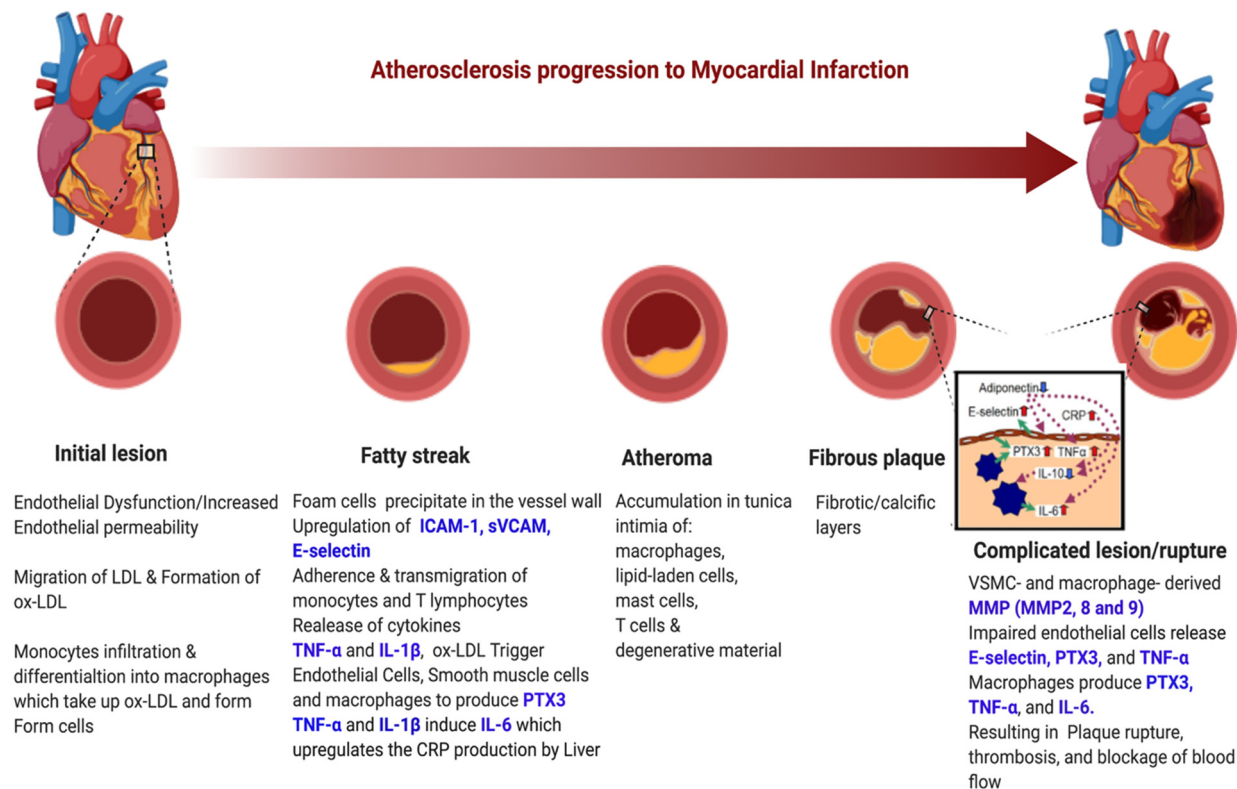 Atherosclerosis progression to Myocardial Infarction
Initial lesion
Endothelial Dysfunction/Increased
Endothelial permeability
Migration of LDL & Formation of
ox-LDL
Monocytes infiltration &
differentialtion into macrophages
which take up ox-LDL and form
Form cells
Fatty streak
Foam cells precipitate in the vessel wall
Upregulation of ICAM-1, sVCAM,
E-selectin
Adherence & transmigration of
monocytes and T lymphocytes
Realease of cytokines
TNF-α and IL-1β, ox-LDL Trigger
Endothelial Cells, Smooth muscle cells
and macrophages to produce PTX3
TNF-α and IL-1β induce IL-6 which
upregulates the CRP production by Liver
Atheroma
Accumulation in tunica
intimia of:
macrophages,
lipid-laden cells,
mast cells,
T cells &
degenerative material
Fibrous plaque
Fibrotic/calcific
layers
Adiponectin
E-selectin
CRP
PTX3
TNFα
IL-10
IL-6
Complicated lesion/rupture
VSMC- and macrophage- derived
MMP (MMP2, 8 and 9)
Impaired endothelial cells release
E-selectin, PTX3, and TNF-α
Macrophages produce PTX3,
TNF-α, and IL-6.
Resulting in Plaque rupture,
thrombosis, and blockage of blood
flow